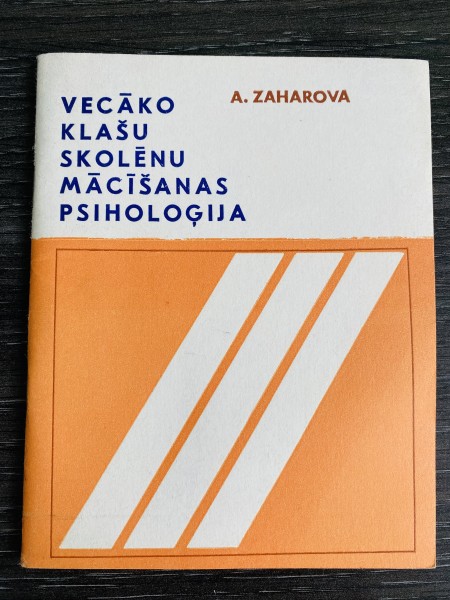 VECĀKO
KLAŠU
SKOLĒNU
MĀCĪŠANAS
PSIHOLOĢIJA
A. ZAHAROVA